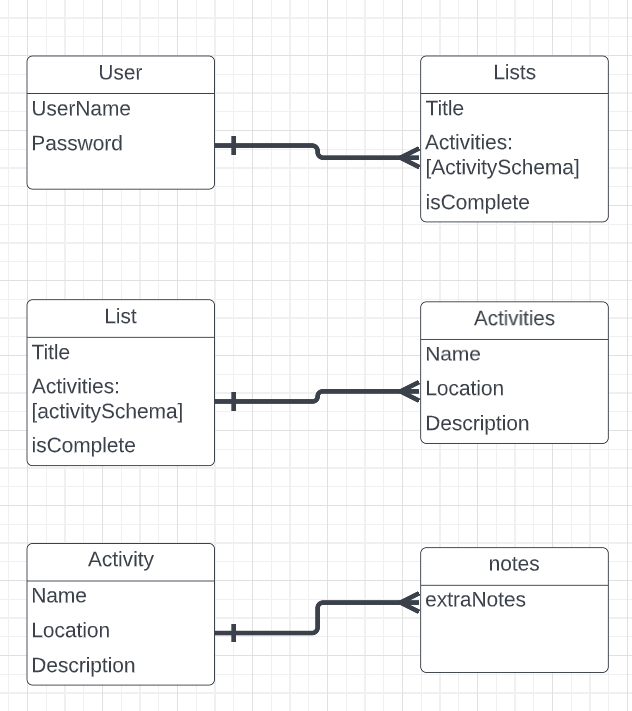 User
UserName
Password
Lists
Title
Activities:
[ActivitySchema]
isComplete
List
Title
Activities:
[activitySchema]
isComplete
Activities
Name
Location
Description
Activity
Name
Location
Description
notes
extraNotes